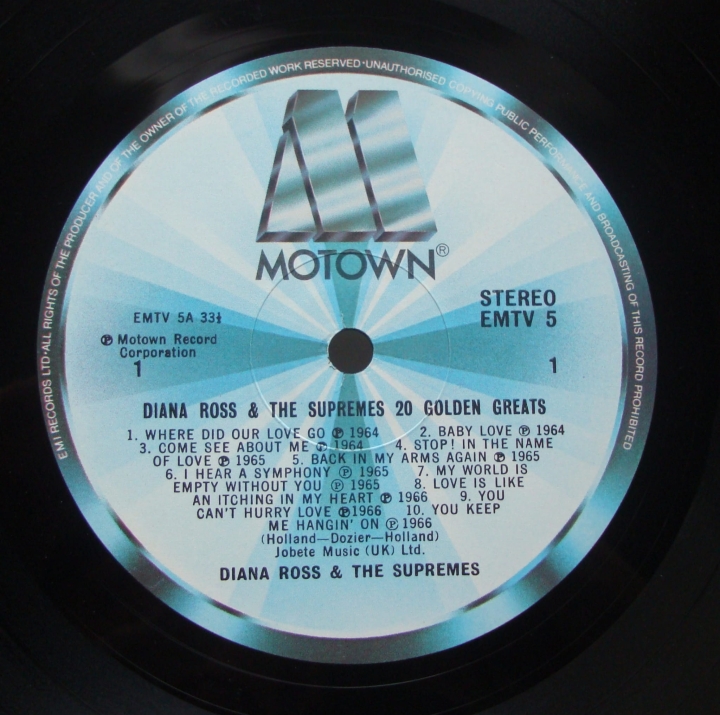 EMI RECORDS LTD·ALL RIGHTS OF THE PRODUCER AND OF THE OWNER OF THE RECORDED WORK RESERVED·UNAUTHORISED COPYING PUBLIC PERFORMANCE AND BROADCASTING OF THIS RECORD PROHIBITED
MOTOWN®
STEREO
EMTV 5
EMTV 5A 33⅓
℗ Motown Record
Corporation
1
1
DIANA ROSS & THE SUPREMES 20 GOLDEN GREATS
1. WHERE DID OUR LOVE GO ℗ 1964 2. BABY LOVE ℗ 1964
3. COME SEE ABOUT ME ℗ 1964 4. STOP! IN THE NAME
OF LOVE ℗ 1965 5. BACK IN MY ARMS AGAIN ℗ 1965
6. I HEAR A SYMPHONY ℗ 1965 7. MY WORLD IS
EMPTY WITHOUT YOU ℗ 1965 8. LOVE IS LIKE
AN ITCHING IN MY HEART ℗ 1966 9. YOU
CAN'T HURRY LOVE ℗1966 10. YOU KEEP
ME HANGIN' ON ℗ 1966
(Holland—Dozier—Holland)
Jobete Music (UK) Ltd.
DIANA ROSS & THE SUPREMES